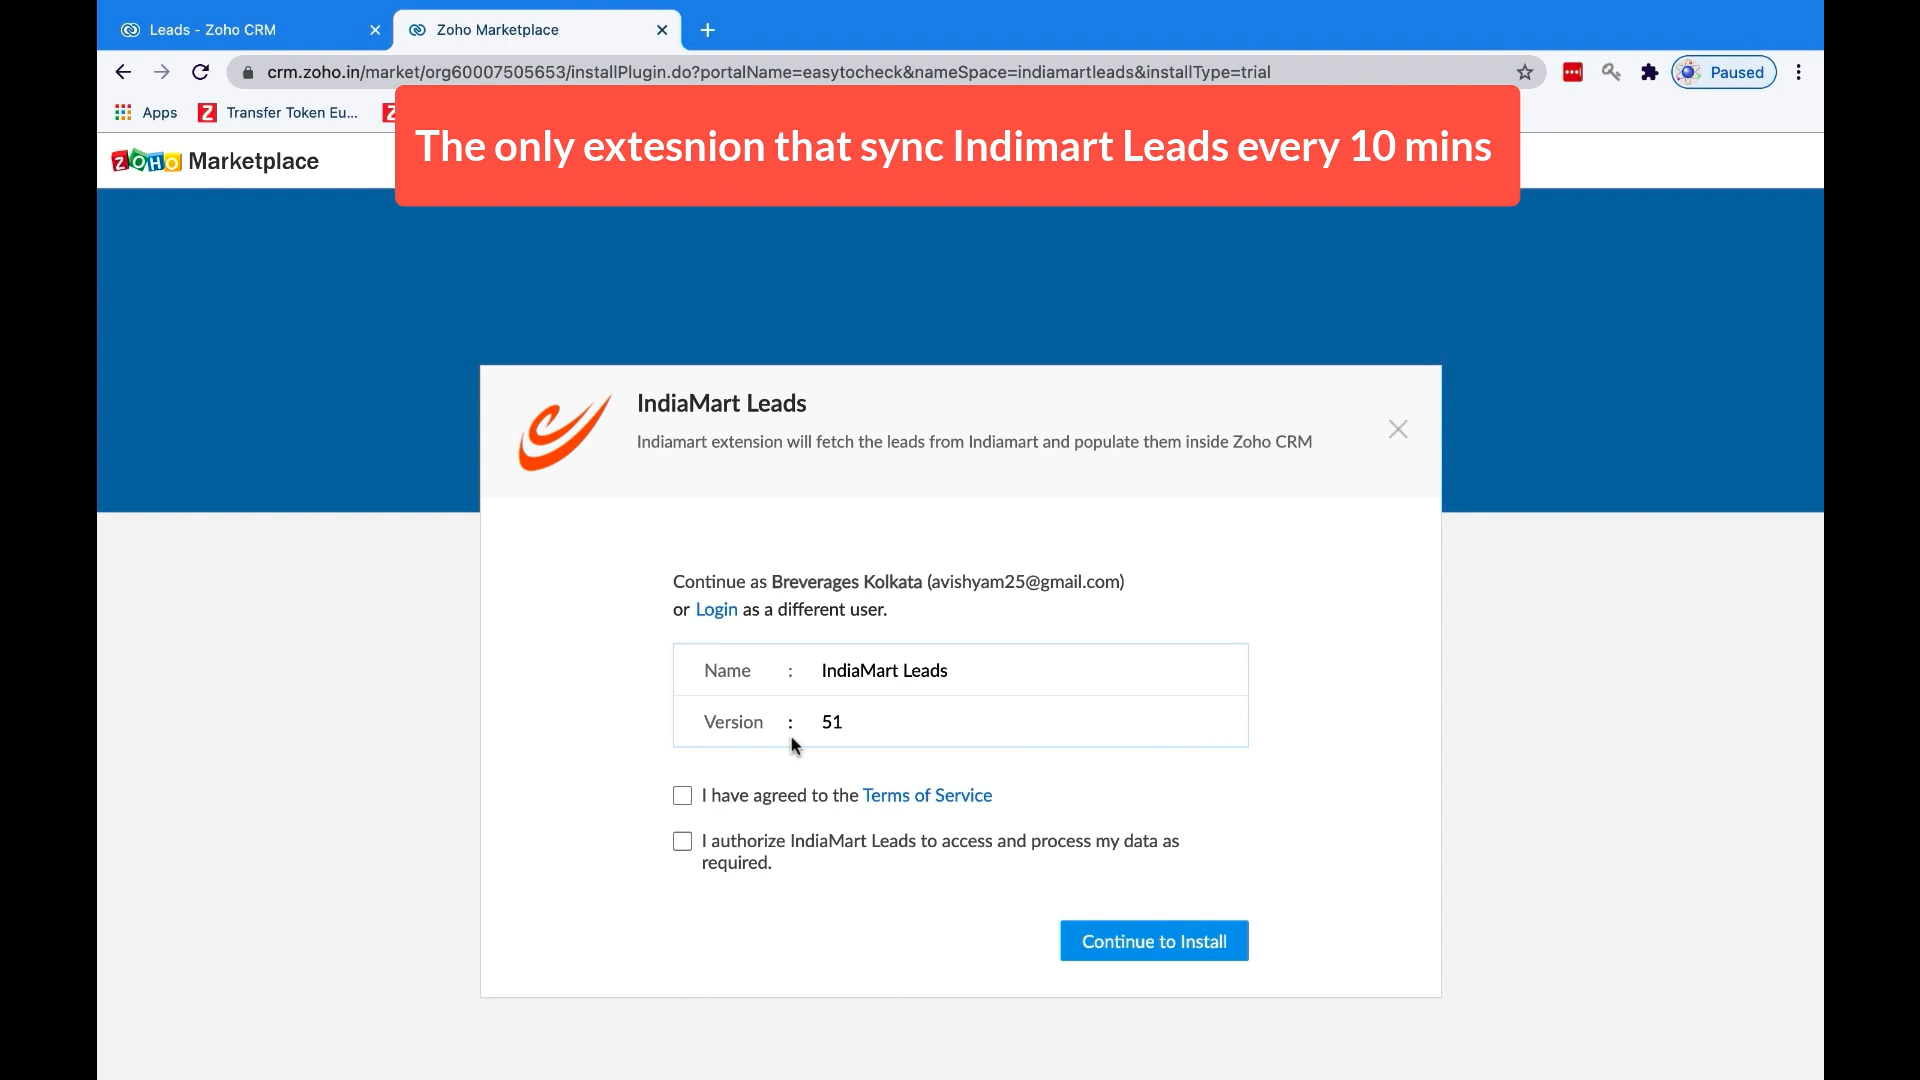 Leads - Zoho CRM
Zoho Marketplace
crm.zoho.in/market/org60007505653/installPlugin.do?portalName=easytocheck&nameSpace=indiamartleads&installType=trial
Paused
Apps
Transfer Token Eu...
The only extesnion that sync Indimart Leads every 10 mins
ZOHO Marketplace
IndiaMart Leads
Indiamart extension will fetch the leads from Indiamart and populate them inside Zoho CRM
Continue as Breverages Kolkata (avishyam25@gmail.com)
or Login as a different user.
Name : IndiaMart Leads
Version : 51
I have agreed to the Terms of Service
I authorize IndiaMart Leads to access and process my data as
required.
Continue to Install